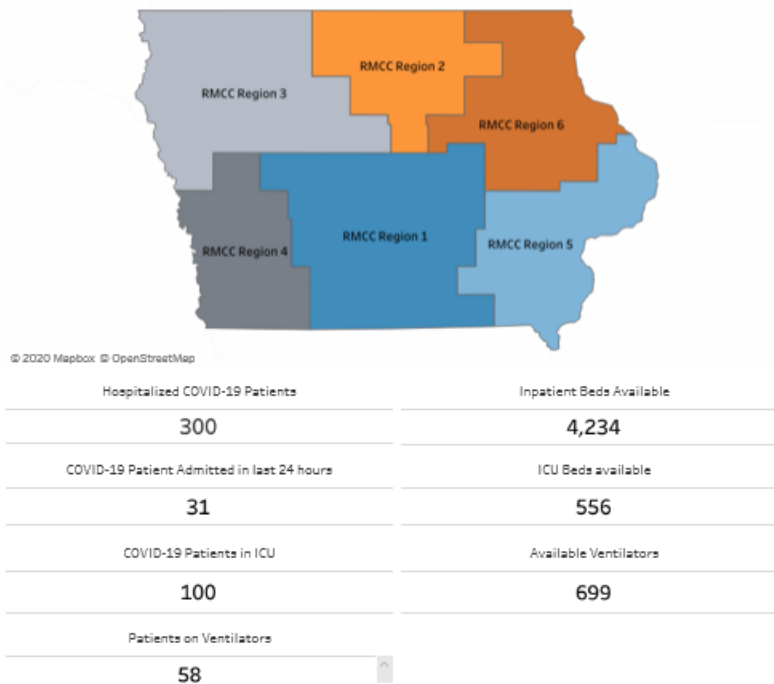 RMCC Region 2
RMCC Region 3
RMCC Region 6
RMCC Region 1
RMCC Region 5
RMCC Region 4
© 2020 Mapbox © OpenStreetMap
Hospitalized COVID-19 Patients
Inpatient Beds Available
300
4,234
COVID-19 Patient Admitted in last 24 hours
ICU Beds available
31
556
COVID-19 Patients in ICU
Available Ventilators
100
699
Patients on Ventilators
58